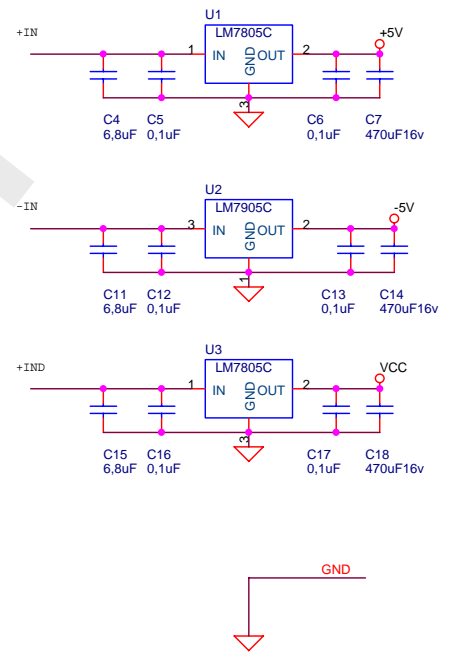 U1
+IN
LM7805C
+5V
1
IN
GND
OUT
2
3
C4
C5
C6
C7
6,8uF
0,1uF
0,1uF
470uF16v
U2
-IN
LM7905C
-5V
3
IN
GND
OUT
2
1
C11
C12
C13
C14
6,8uF
0,1uF
0,1uF
470uF16v
U3
+IND
LM7805C
VCC
1
IN
GND
OUT
2
3
C15
C16
C17
C18
6,8uF
0,1uF
0,1uF
470uF16v
GND